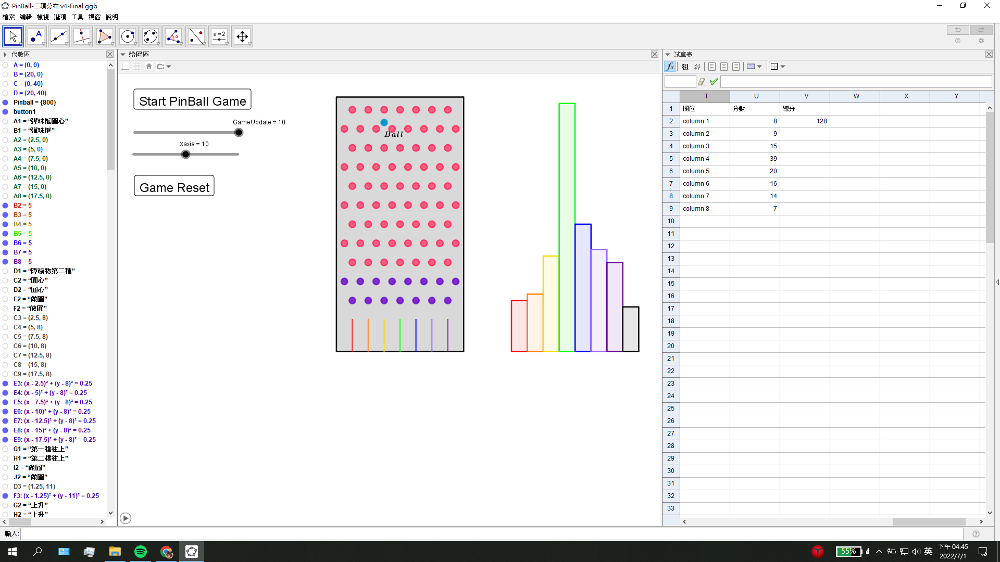 PinBall-二項分布 v4-Final.ggb
檔案 編輯 檢視 選項 工具 視窗 說明
A
α
a=2
代數區
繪圖區
試算表
A = (0, 0)
B = (20, 0)
C = (0, 40)
D = (20, 40)
Pinball = {800}
button1
A1 = “彈珠框圓心”
B1 = “彈珠框”
A2 = (2.5, 0)
A3 = (5, 0)
A4 = (7.5, 0)
A5 = (10, 0)
A6 = (12.5, 0)
A7 = (15, 0)
A8 = (17.5, 0)
B2 = 5
B3 = 5
B4 = 5
B5 = 5
B6 = 5
B7 = 5
B8 = 5
D1 = “障礙物第二種”
C2 = “圓心”
D2 = “圓心”
E2 = “做圓”
F2 = “做圓”
C3 = (2.5, 8)
C4 = (5, 8)
C5 = (7.5, 8)
C6 = (10, 8)
C7 = (12.5, 8)
C8 = (15, 8)
C9 = (17.5, 8)
E3: (x - 2.5)² + (y - 8)² = 0.25
E4: (x - 5)² + (y - 8)² = 0.25
E5: (x - 7.5)² + (y - 8)² = 0.25
E6: (x - 10)² + (y - 8)² = 0.25
E7: (x - 12.5)² + (y - 8)² = 0.25
E8: (x - 15)² + (y - 8)² = 0.25
E9: (x - 17.5)² + (y - 8)² = 0.25
G1 = “第一種往上”
H1 = “第二種往上”
I2 = “做圓”
J2 = “做圓”
D3 = (1.25, 11)
F3: (x - 1.25)² + (y - 11)² = 0.25
G2 = “上升”
H2 = “上升”
Start PinBall Game
GameUpdate = 10
Xaxis = 10
Game Reset
Ball
fx 粗 斜
T U V W X Y
1 欄位 分數 總分
2 column 1 8 128
3 column 2 9
4 column 3 15
5 column 4 39
6 column 5 20
7 column 6 16
8 column 7 14
9 column 8 7
10
11
12
13
14
15
16
17
18
19
20
21
22
23
24
25
26
27
28
29
30
31
32
33
輸入:
55%
英
下午 04:45
2022/7/1